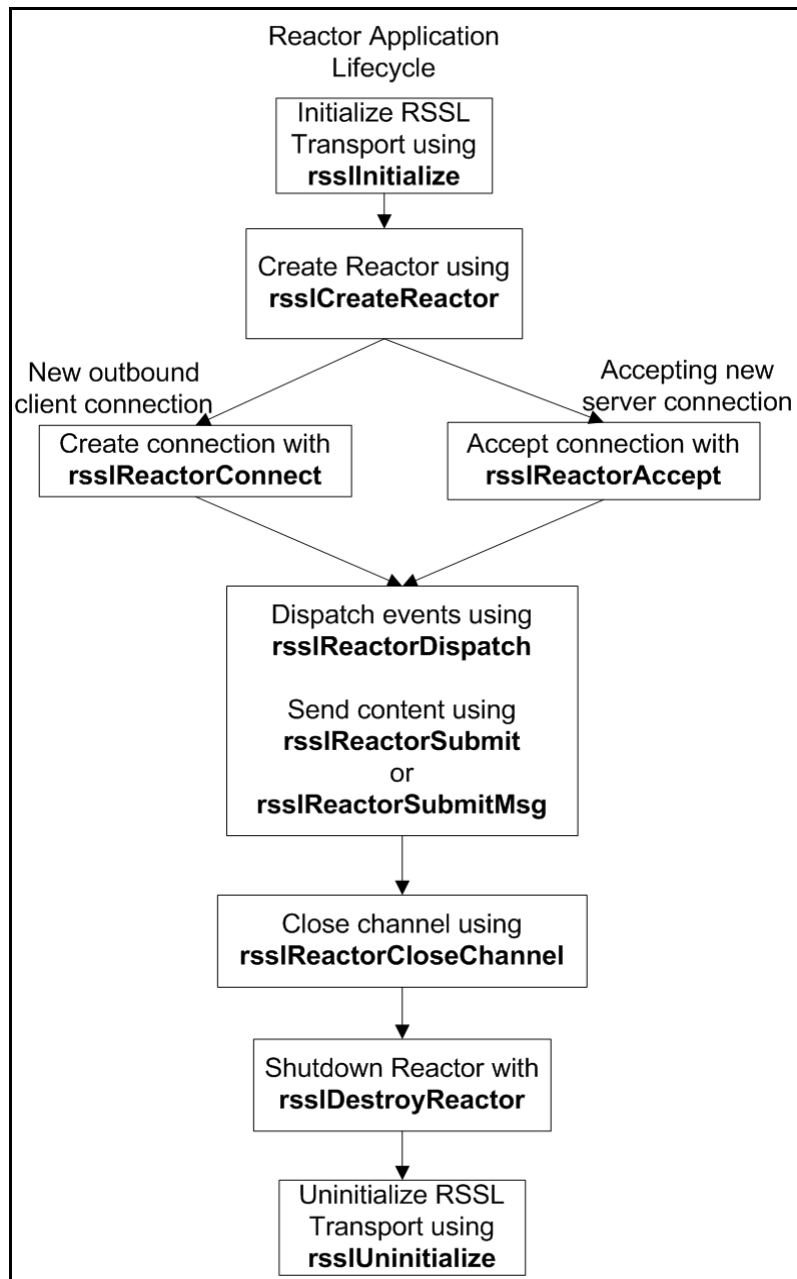 Reactor Application
Lifecycle
Initialize RSSL
Transport using
rsslInitialize
Create Reactor using
rsslCreateReactor
New outbound
client connection
Accepting new
server connection
Create connection with
rsslReactorConnect
Accept connection with
rsslReactorAccept
Dispatch events using
rsslReactorDispatch
Send content using
rsslReactorSubmit
or
rsslReactorSubmitMsg
Close channel using
rsslReactorCloseChannel
Shutdown Reactor with
rsslDestroyReactor
Uninitialize RSSL
Transport using
rsslUninitialize